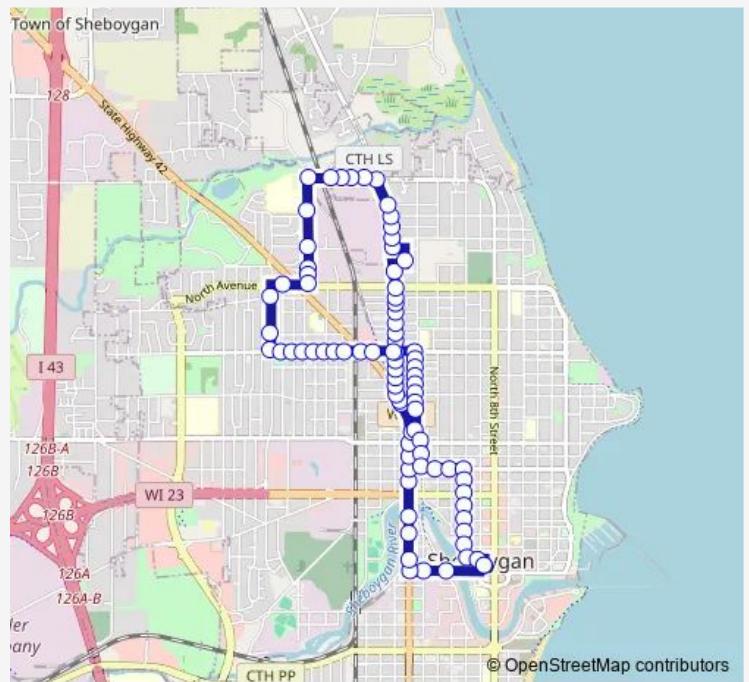 Town of Sheboygan
128
State Highway 42
CTH LS
North Avenue
I 43
North 8th Street
126B-A
126B
WI 23
126B
Sheboygan River
126A
126A-B
CTH PP
© OpenStreetMap contributors